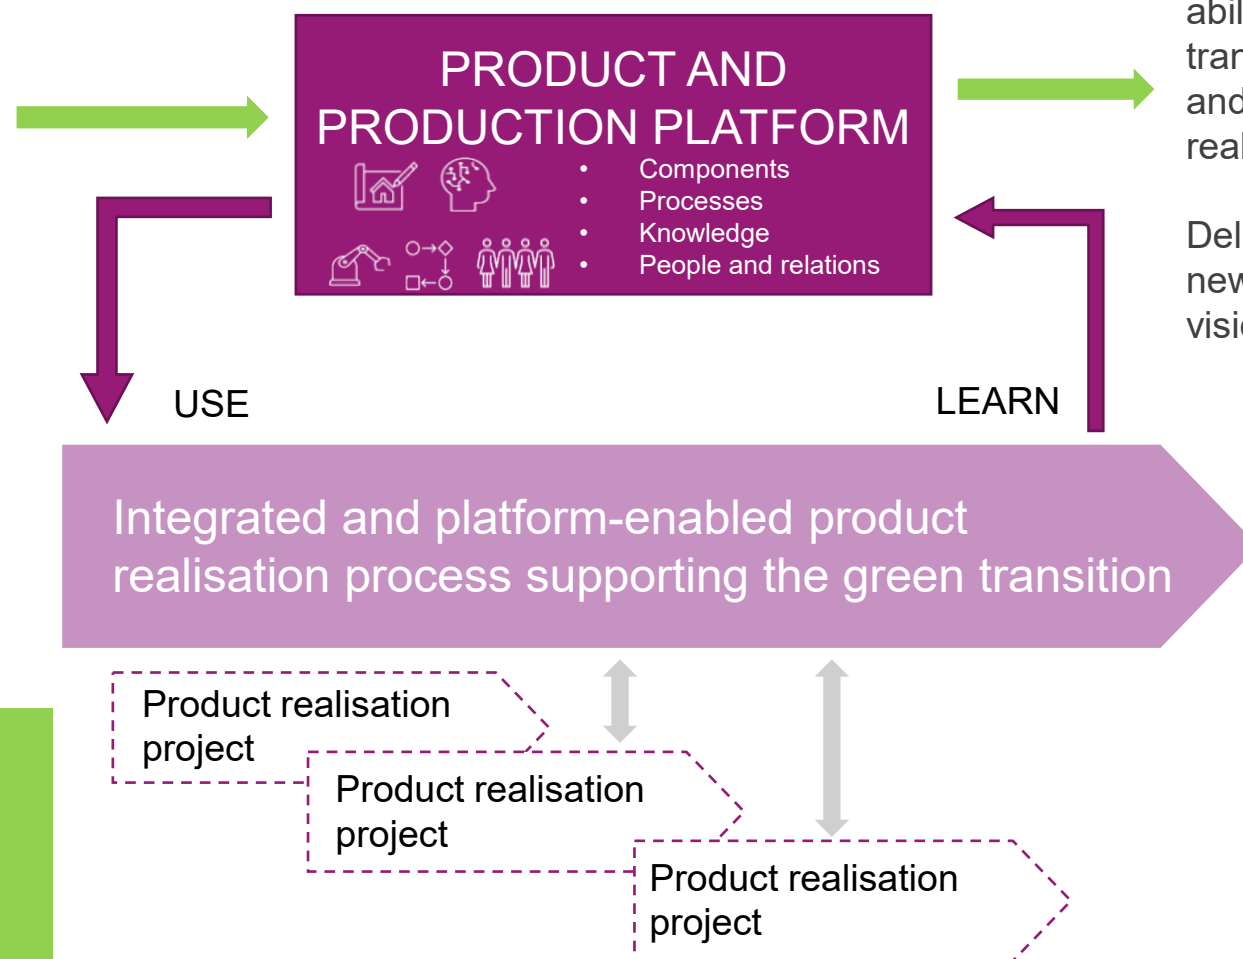 PRODUCT AND
PRODUCTION PLATFORM
• Components
• Processes
• Knowledge
• People and relations
USE
LEARN
Integrated and platform-enabled product
realisation process supporting the green transition
Product realisation
project
Product realisation
project
Product realisation
project
and